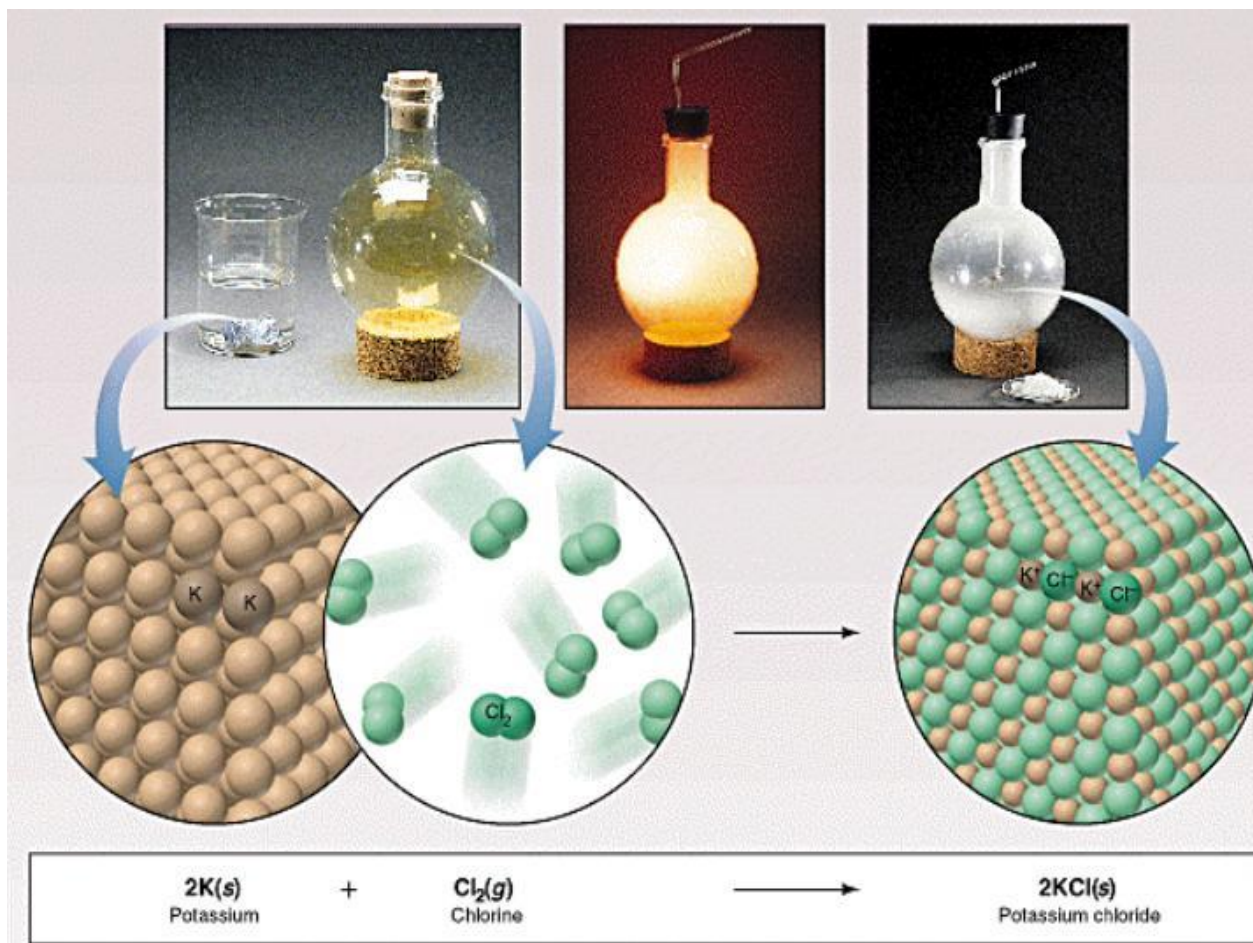 K K
Cl₂
K⁺ Cl⁻ K⁺ Cl⁻
2K(s) + Cl₂(g) 2KCl(s)
Potassium Chlorine Potassium chloride